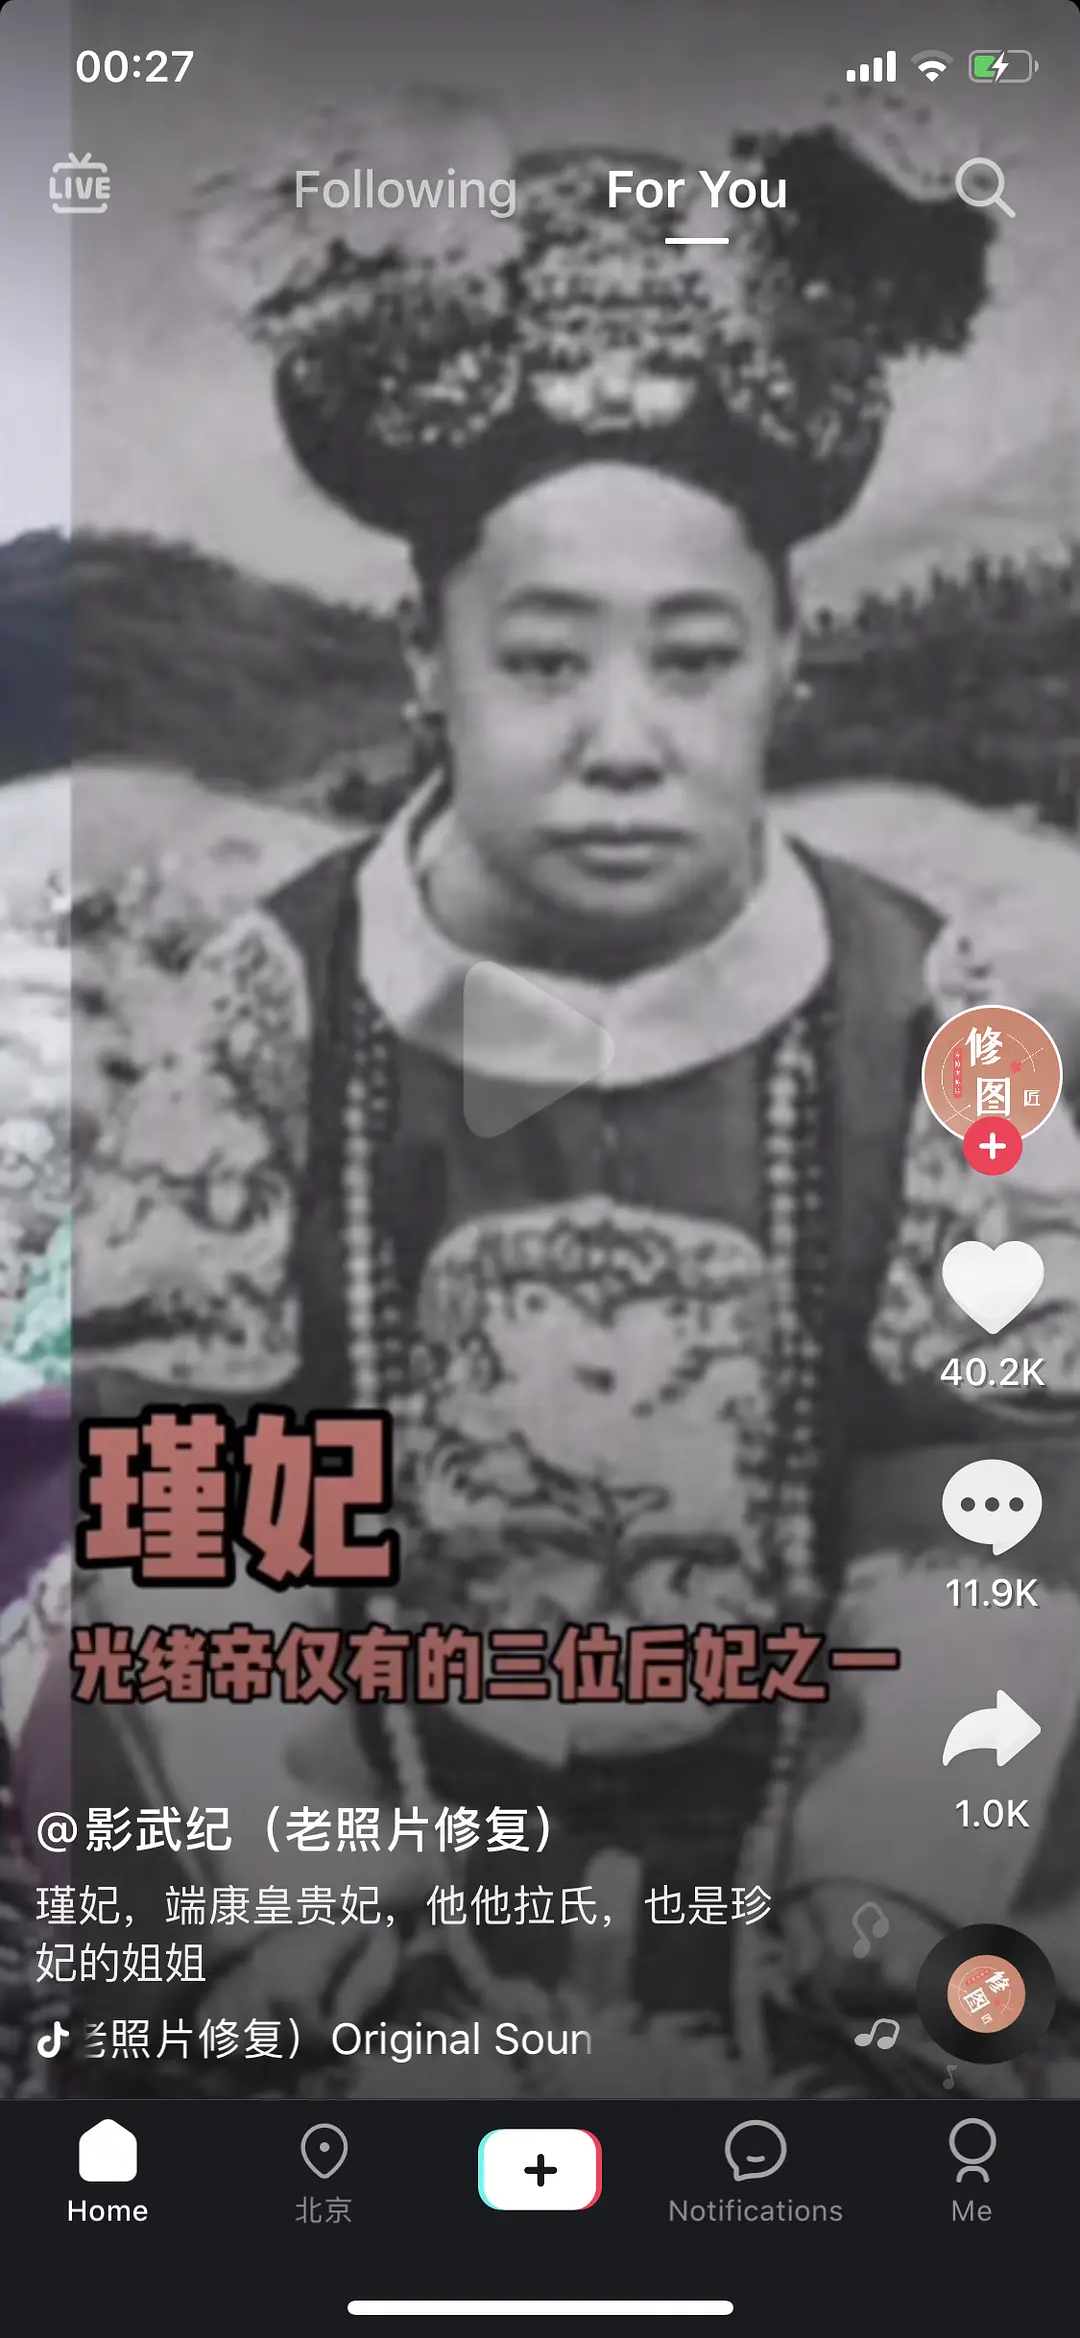 00:27
LIVE
Following
For You
修
图
匠
40.2K
瑾妃
11.9K
光绪帝仅有的三位后妃之一
1.0K
@影武纪（老照片修复）
瑾妃，端康皇贵妃，他他拉氏，也是珍
妃的姐姐
老照片修复）Original Soun
修
图
匠
Home
北京
Notifications
Me